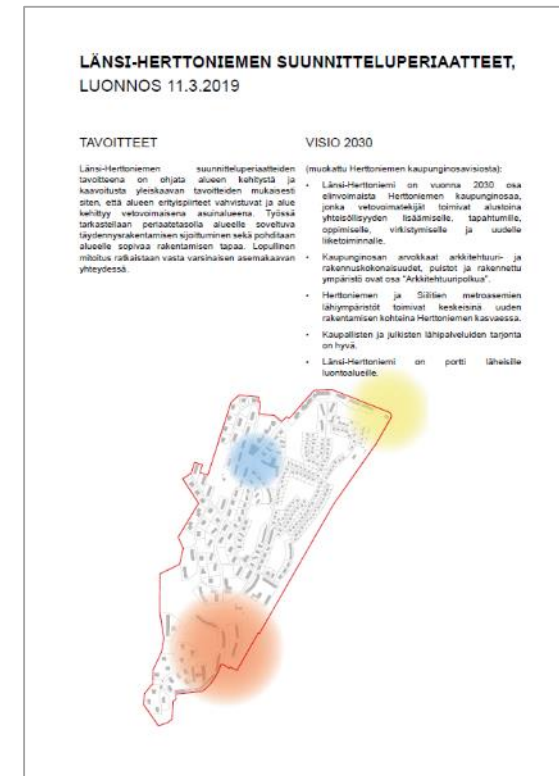 LÄNSI-HERTTONIEMEN SUUNNITTELUPERIAATTEET,
LUONNOS 11.3.2019
TAVOITTEET
Länsi-Herttoniemen suunnitteluperiaatteiden
tavoitteena on ohjata alueen kehitystä ja
kaavoitusta yleiskaavan tavoitteiden mukaisesti
siten, että alueen erityispiirteet vahvistuvat ja alue
kehittyy vetovoimaisena asuinalueena. Työssä
tarkastellaan periaatetasolla alueelle soveltuva
täydennysrakentamisen sijoittuminen sekä pohditaan
alueelle sopivaa rakentamisen tapaa. Lopullinen
mitoitus ratkaistaan vasta varsinaisen asemakaavan
yhteydessä.
VISIO 2030
(muokattu Herttoniemen kaupunginosavisiosta):
• Länsi-Herttoniemi on vuonna 2030 osa
elinvoimaista Herttoniemen kaupunginosaa,
jonka vetovoimatekijät toimivat alustoina
yhteisöllisyyden lisäämiselle, tapahtumille,
oppimiselle, virkistymiselle ja uudelle
liiketoiminnalle.
• Kaupunginosan arvokkaat arkkitehtuuri- ja
rakennuskokonaisuudet, puistot ja rakennettu
ympäristö ovat osa "Arkkitehtuuripolkua".
• Herttoniemen ja Siilitien metroasemien
lähiympäristöt toimivat keskeisinä uuden
rakentamisen kohteina Herttoniemen kasvaessa.
• Kaupallisten ja julkisten lähipalveluiden tarjonta
on hyvä.
• Länsi-Herttoniemi on portti läheisille
luontoalueille.